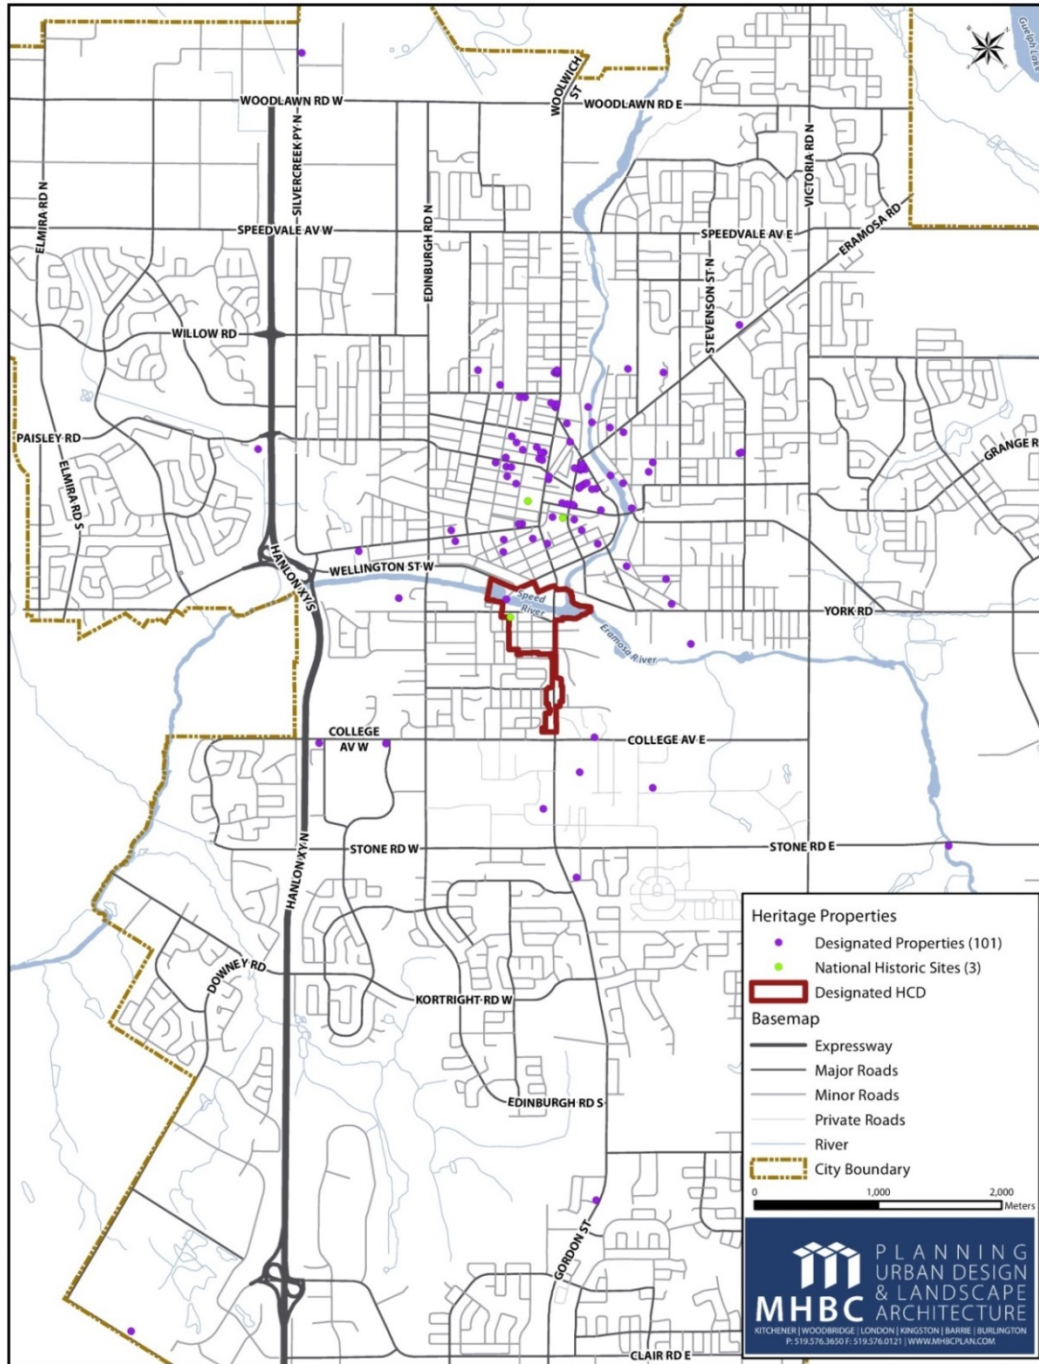 Guelph Lake
WOOLWICH
ST
WOODLAWN RD W
WOODLAWN RD E
SILVERCREEK PY N
VICTORIA RD N
ELMIRA RD N
EDINBURGH RD N
SPEEDVALE AV W
SPEEDVALE AV E
ERAMOSA RD
STEVENSON ST N
WILLOW RD
PAISLEY RD
GRANGE R
ELMIRA RD S
HANLON XY S
WELLINGTON ST W
Speed
River
YORK RD
Eramosa River
COLLEGE
AV W
COLLEGE AV E
STONE RD W
STONE RD E
HANLON XY N
DOWNEY RD
KORTRIGHT RD W
EDINBURGH RD S
GORDON ST
CLAIR RD E
Heritage Properties
Designated Properties (101)
National Historic Sites (3)
Designated HCD
Basemap
Expressway
Major Roads
Minor Roads
Private Roads
River
City Boundary
0 1,000 2,000
Meters
MHBC
PLANNING
URBAN DESIGN
& LANDSCAPE
ARCHITECTURE
KITCHENER | WOODBRIDGE | LONDON | KINGSTON | BARRIE | BURLINGTON
P: 519.576.3650 F: 519.576.0121 | WWW.MHBCPLAN.COM